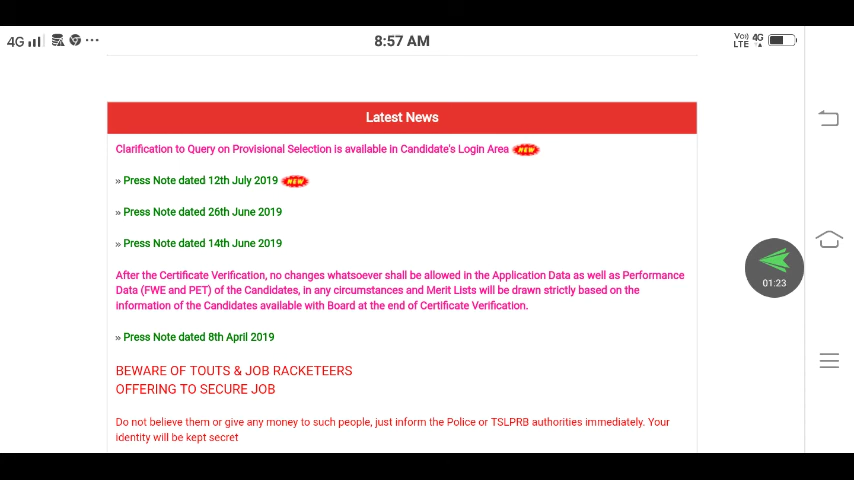 4G 8:57 AM Vo)) LTE 4G
Latest News
Clarification to Query on Provisional Selection is available in Candidate's Login Area NEW
» Press Note dated 12th July 2019 NEW
» Press Note dated 26th June 2019
» Press Note dated 14th June 2019
After the Certificate Verification, no changes whatsoever shall be allowed in the Application Data as well as Performance
Data (FWE and PET) of the Candidates, in any circumstances and Merit Lists will be drawn strictly based on the
information of the Candidates available with Board at the end of Certificate Verification.
01:23
» Press Note dated 8th April 2019
BEWARE OF TOUTS & JOB RACKETEERS
OFFERING TO SECURE JOB
Do not believe them or give any money to such people, just inform the Police or TSLPRB authorities immediately. Your
identity will be kept secret